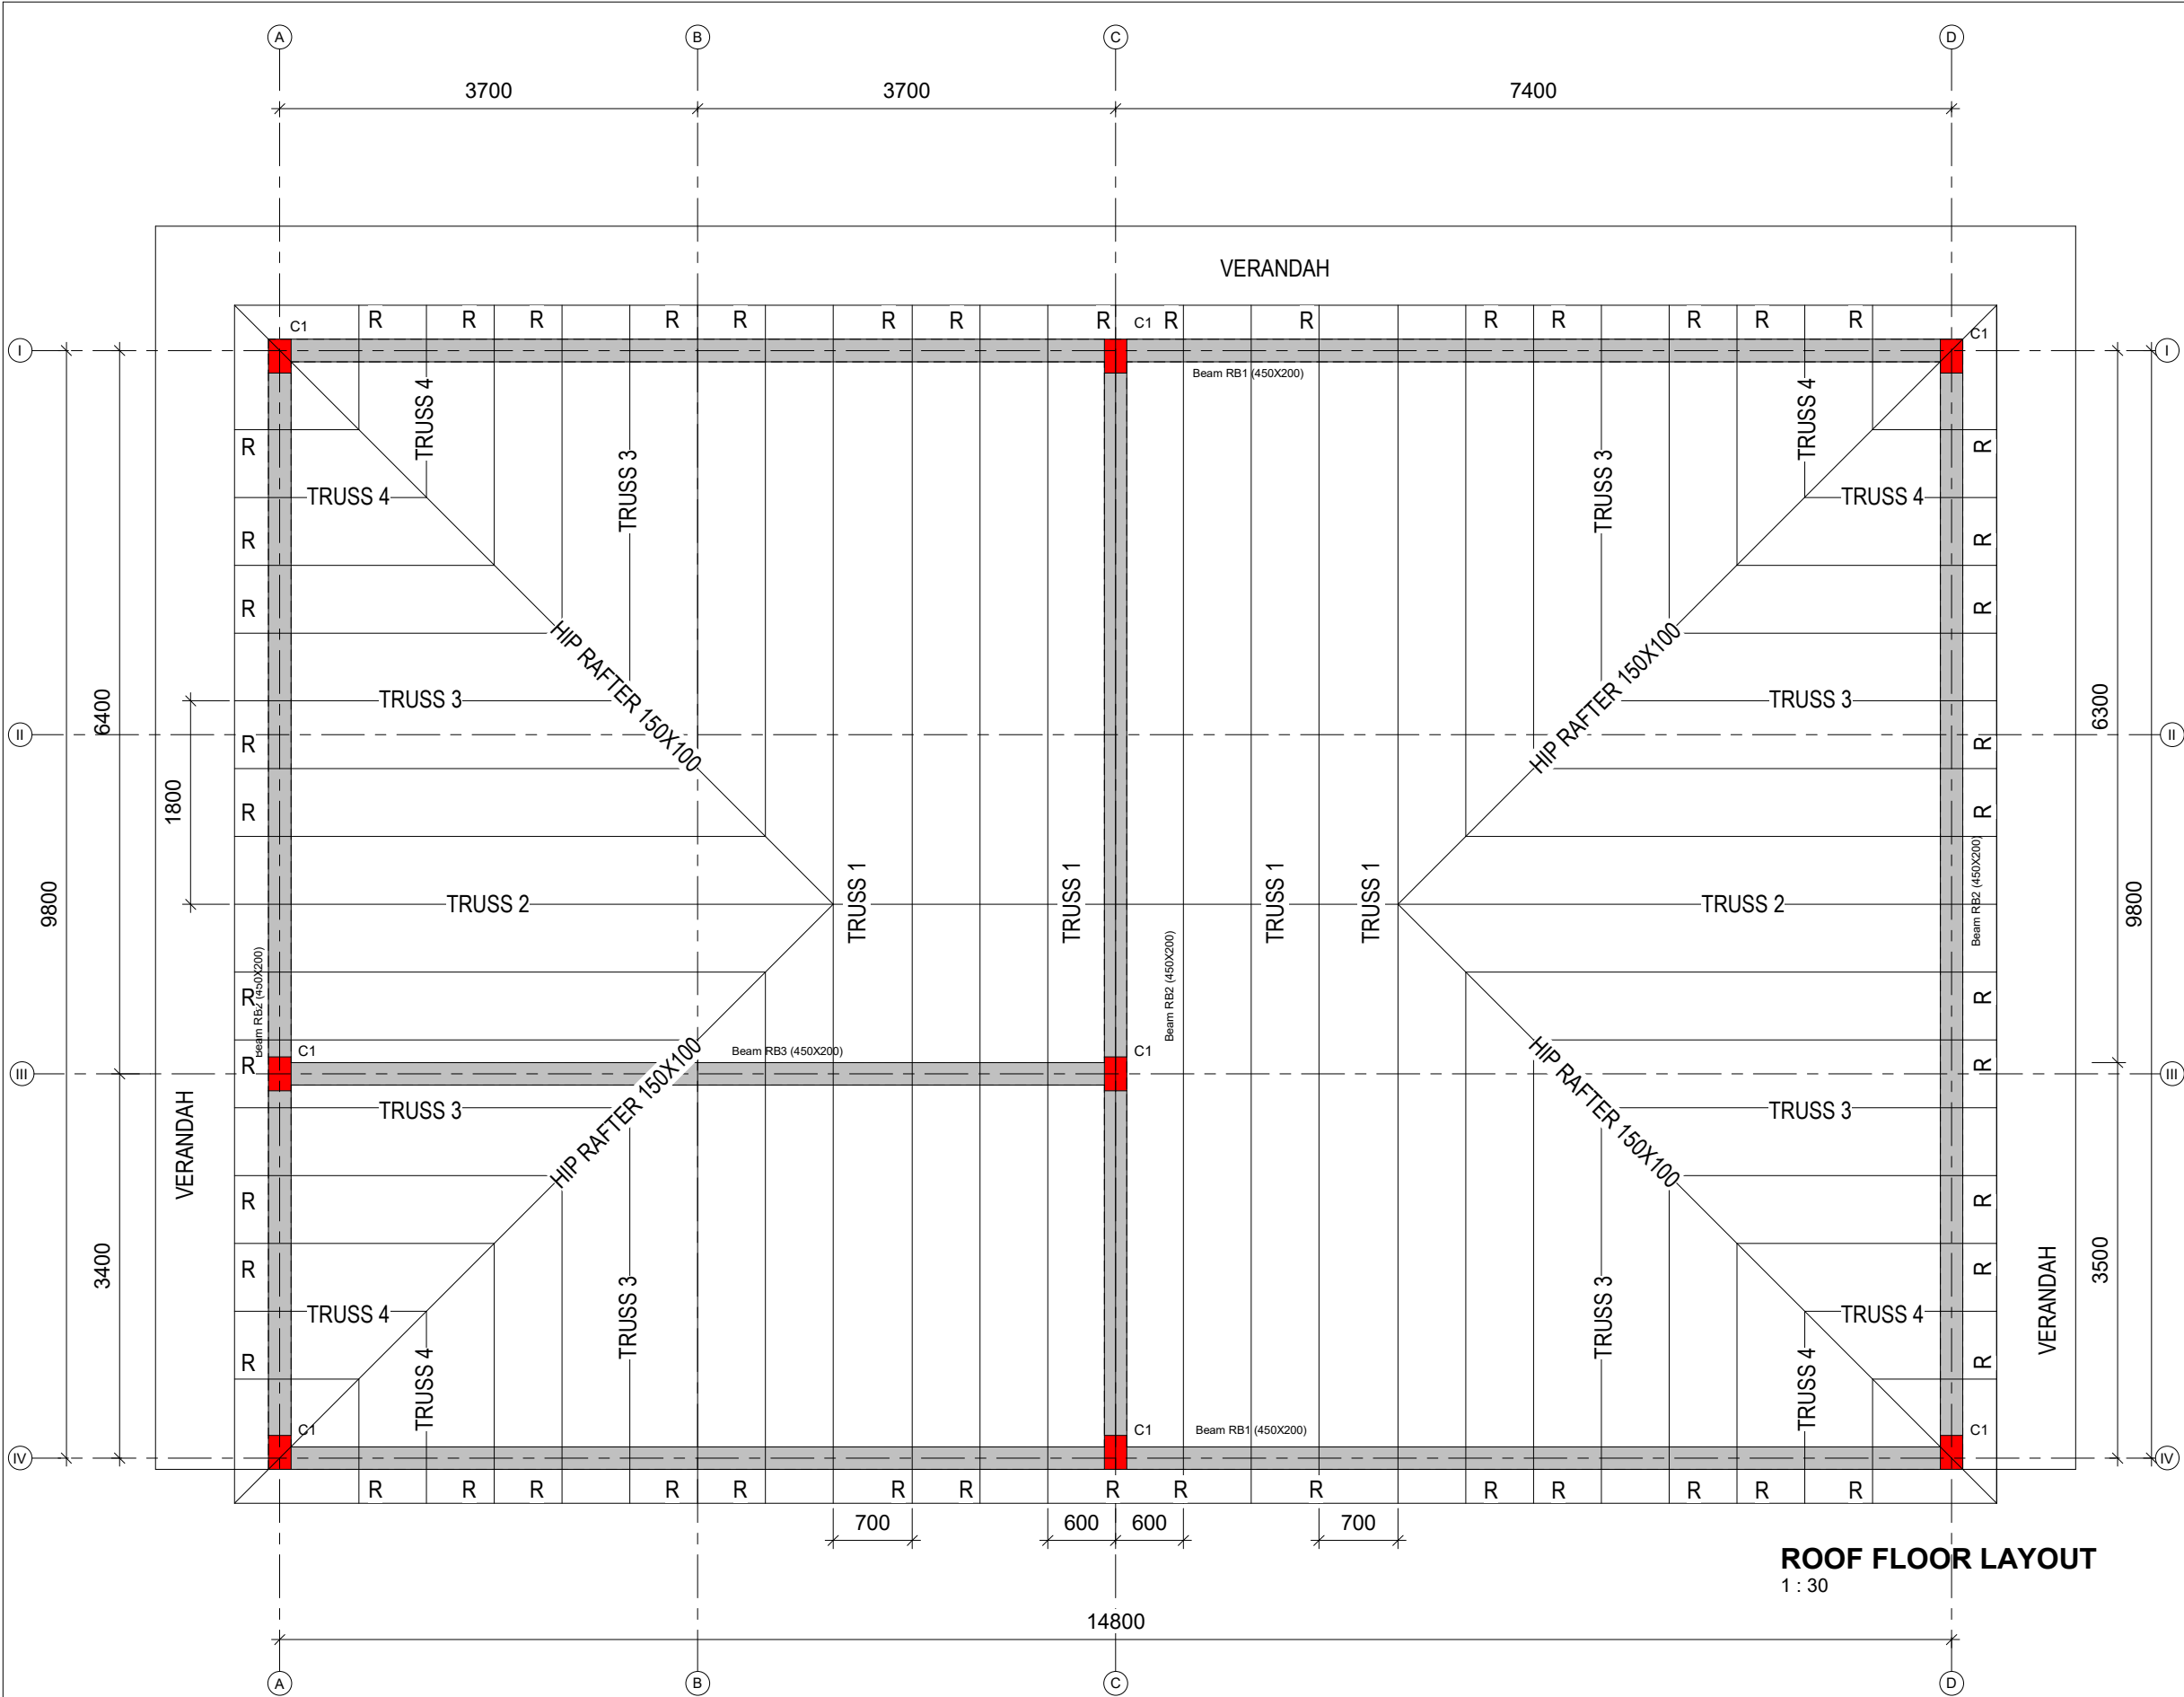 A B C D
3700 3700 7400
VERANDAH
R R R R R R R R R R R R R R R
C1 C1 C1
I I
Beam RB1 (450X200)
TRUSS 4 TRUSS 4
R R
TRUSS 3 TRUSS 3
TRUSS 4 TRUSS 4
R R
R R
HIP RAFTER 150X100 HIP RAFTER 150X100
TRUSS 3 TRUSS 3
6400 6300
II II
R R
1800
R R
9800 9800
TRUSS 2 TRUSS 1 TRUSS 1 TRUSS 1 TRUSS 1 TRUSS 2
Beam RB2 (450X200)
Beam RB2 (450X200)
Beam RB2 (450X200)
R R
C1 Beam RB3 (450X200) C1
R R
III III
HIP RAFTER 150X100 HIP RAFTER 150X100
TRUSS 3 TRUSS 3
VERANDAH
R R
3400 3500
R R
TRUSS 3 TRUSS 3
VERANDAH
TRUSS 4 TRUSS 4
R R
TRUSS 4 TRUSS 4
C1 C1 Beam RB1 (450X200) C1
IV IV
R R R R R R R R R R R R R R R
700 600 600 700
ROOF FLOOR LAYOUT
1 : 30
14800
A B C D